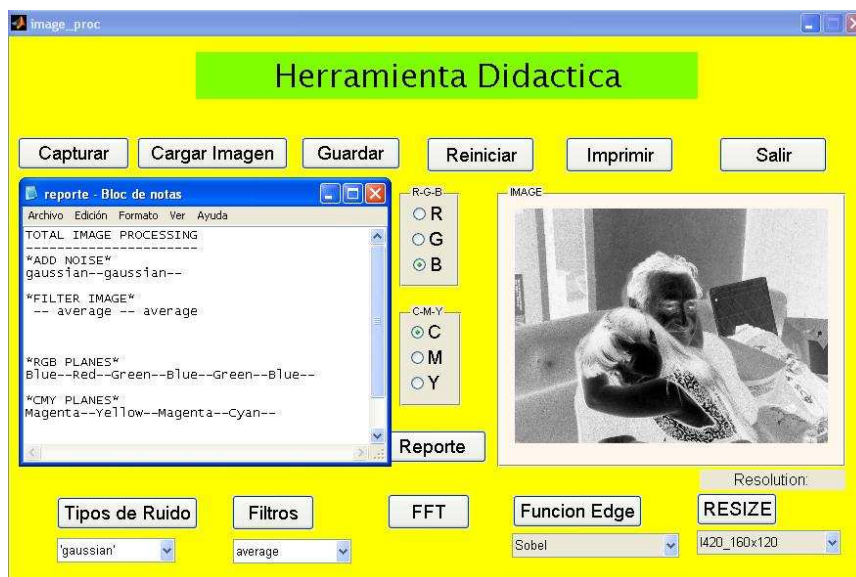 image_proc
Herramienta Didactica
Capturar
Cargar Imagen
Guardar
Reiniciar
Imprimir
Salir
reporte - Bloc de notas
Archivo Edición Formato Ver Ayuda
TOTAL IMAGE PROCESSING
----------------------
*ADD NOISE*
gaussian--gaussian--
*FILTER IMAGE*
-- average -- average
*RGB PLANES*
Blue--Red--Green--Blue--Green--Blue--
*CMY PLANES*
Magenta--Yellow--Magenta--Cyan--
R-G-B
R
G
B
C-M-Y
C
M
Y
IMAGE
Reporte
Resolution:
Tipos de Ruido
Filtros
FFT
Funcion Edge
RESIZE
'gaussian'
average
Sobel
I420_160x120